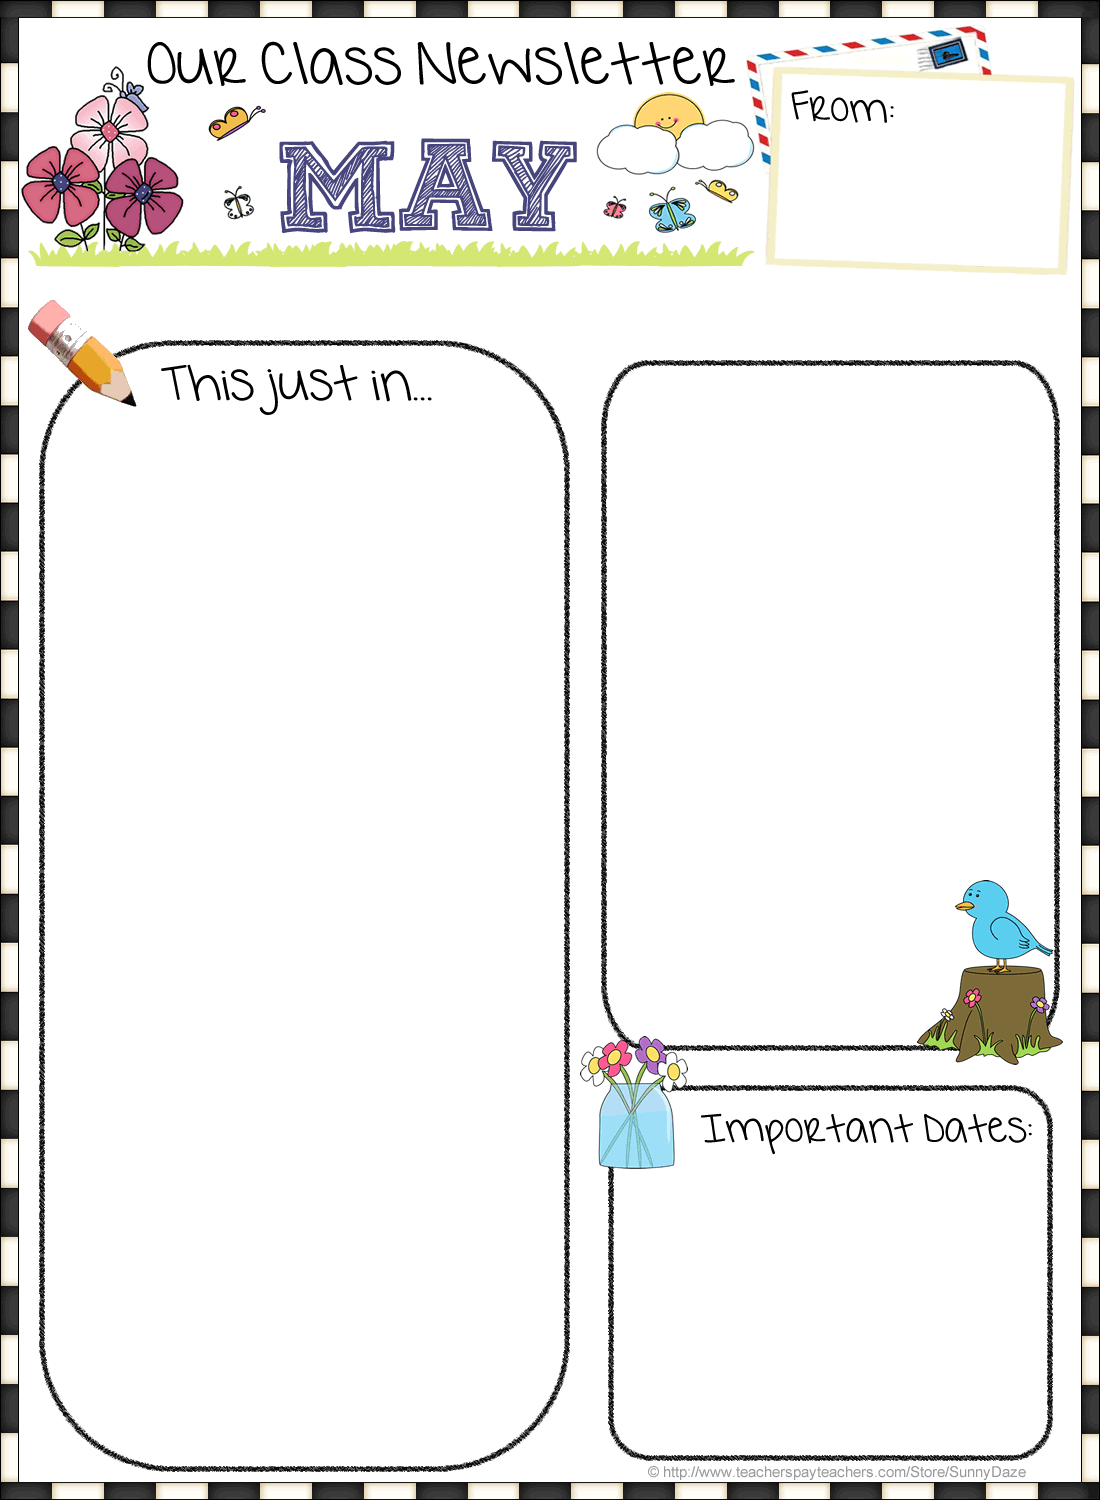 Our Class Newsletter
MAY
From:
This just in...
Important Dates:
© http://www.teacherspayteachers.com/Store/SunnyDaze